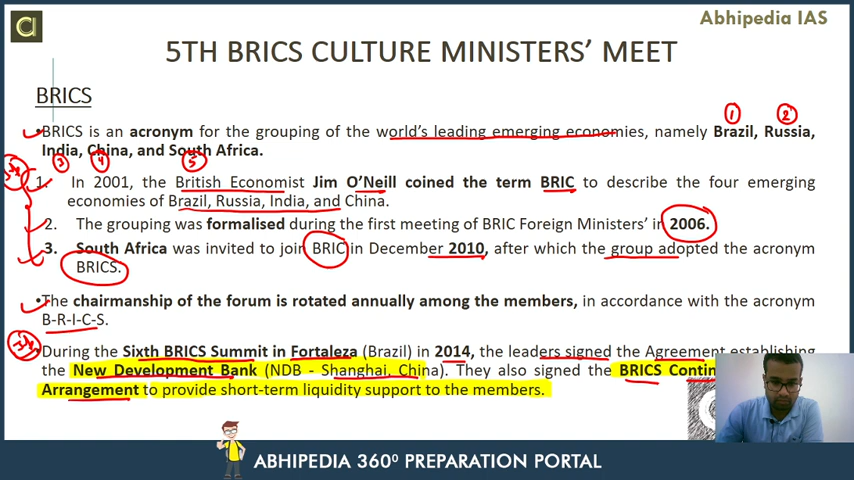 Abhipedia IAS
a
5TH BRICS CULTURE MINISTERS' MEET
BRICS
•BRICS is an acronym for the grouping of the world's leading emerging economies, namely Brazil, Russia,
India, China, and South Africa.
1 2
3 4 5
1. In 2001, the British Economist Jim O'Neill coined the term BRIC to describe the four emerging
economies of Brazil, Russia, India, and China.
2. The grouping was formalised during the first meeting of BRIC Foreign Ministers' in 2006.
3. South Africa was invited to join BRIC in December 2010, after which the group adopted the acronym
BRICS.
•The chairmanship of the forum is rotated annually among the members, in accordance with the acronym
B-R-I-C-S.
During the Sixth BRICS Summit in Fortaleza (Brazil) in 2014, the leaders signed the Agreement establishing
the New Development Bank (NDB - Shanghai, China). They also signed the BRICS
Arrangement to provide short-term liquidity support to the members.
ABHIPEDIA 360⁰ PREPARATION PORTAL